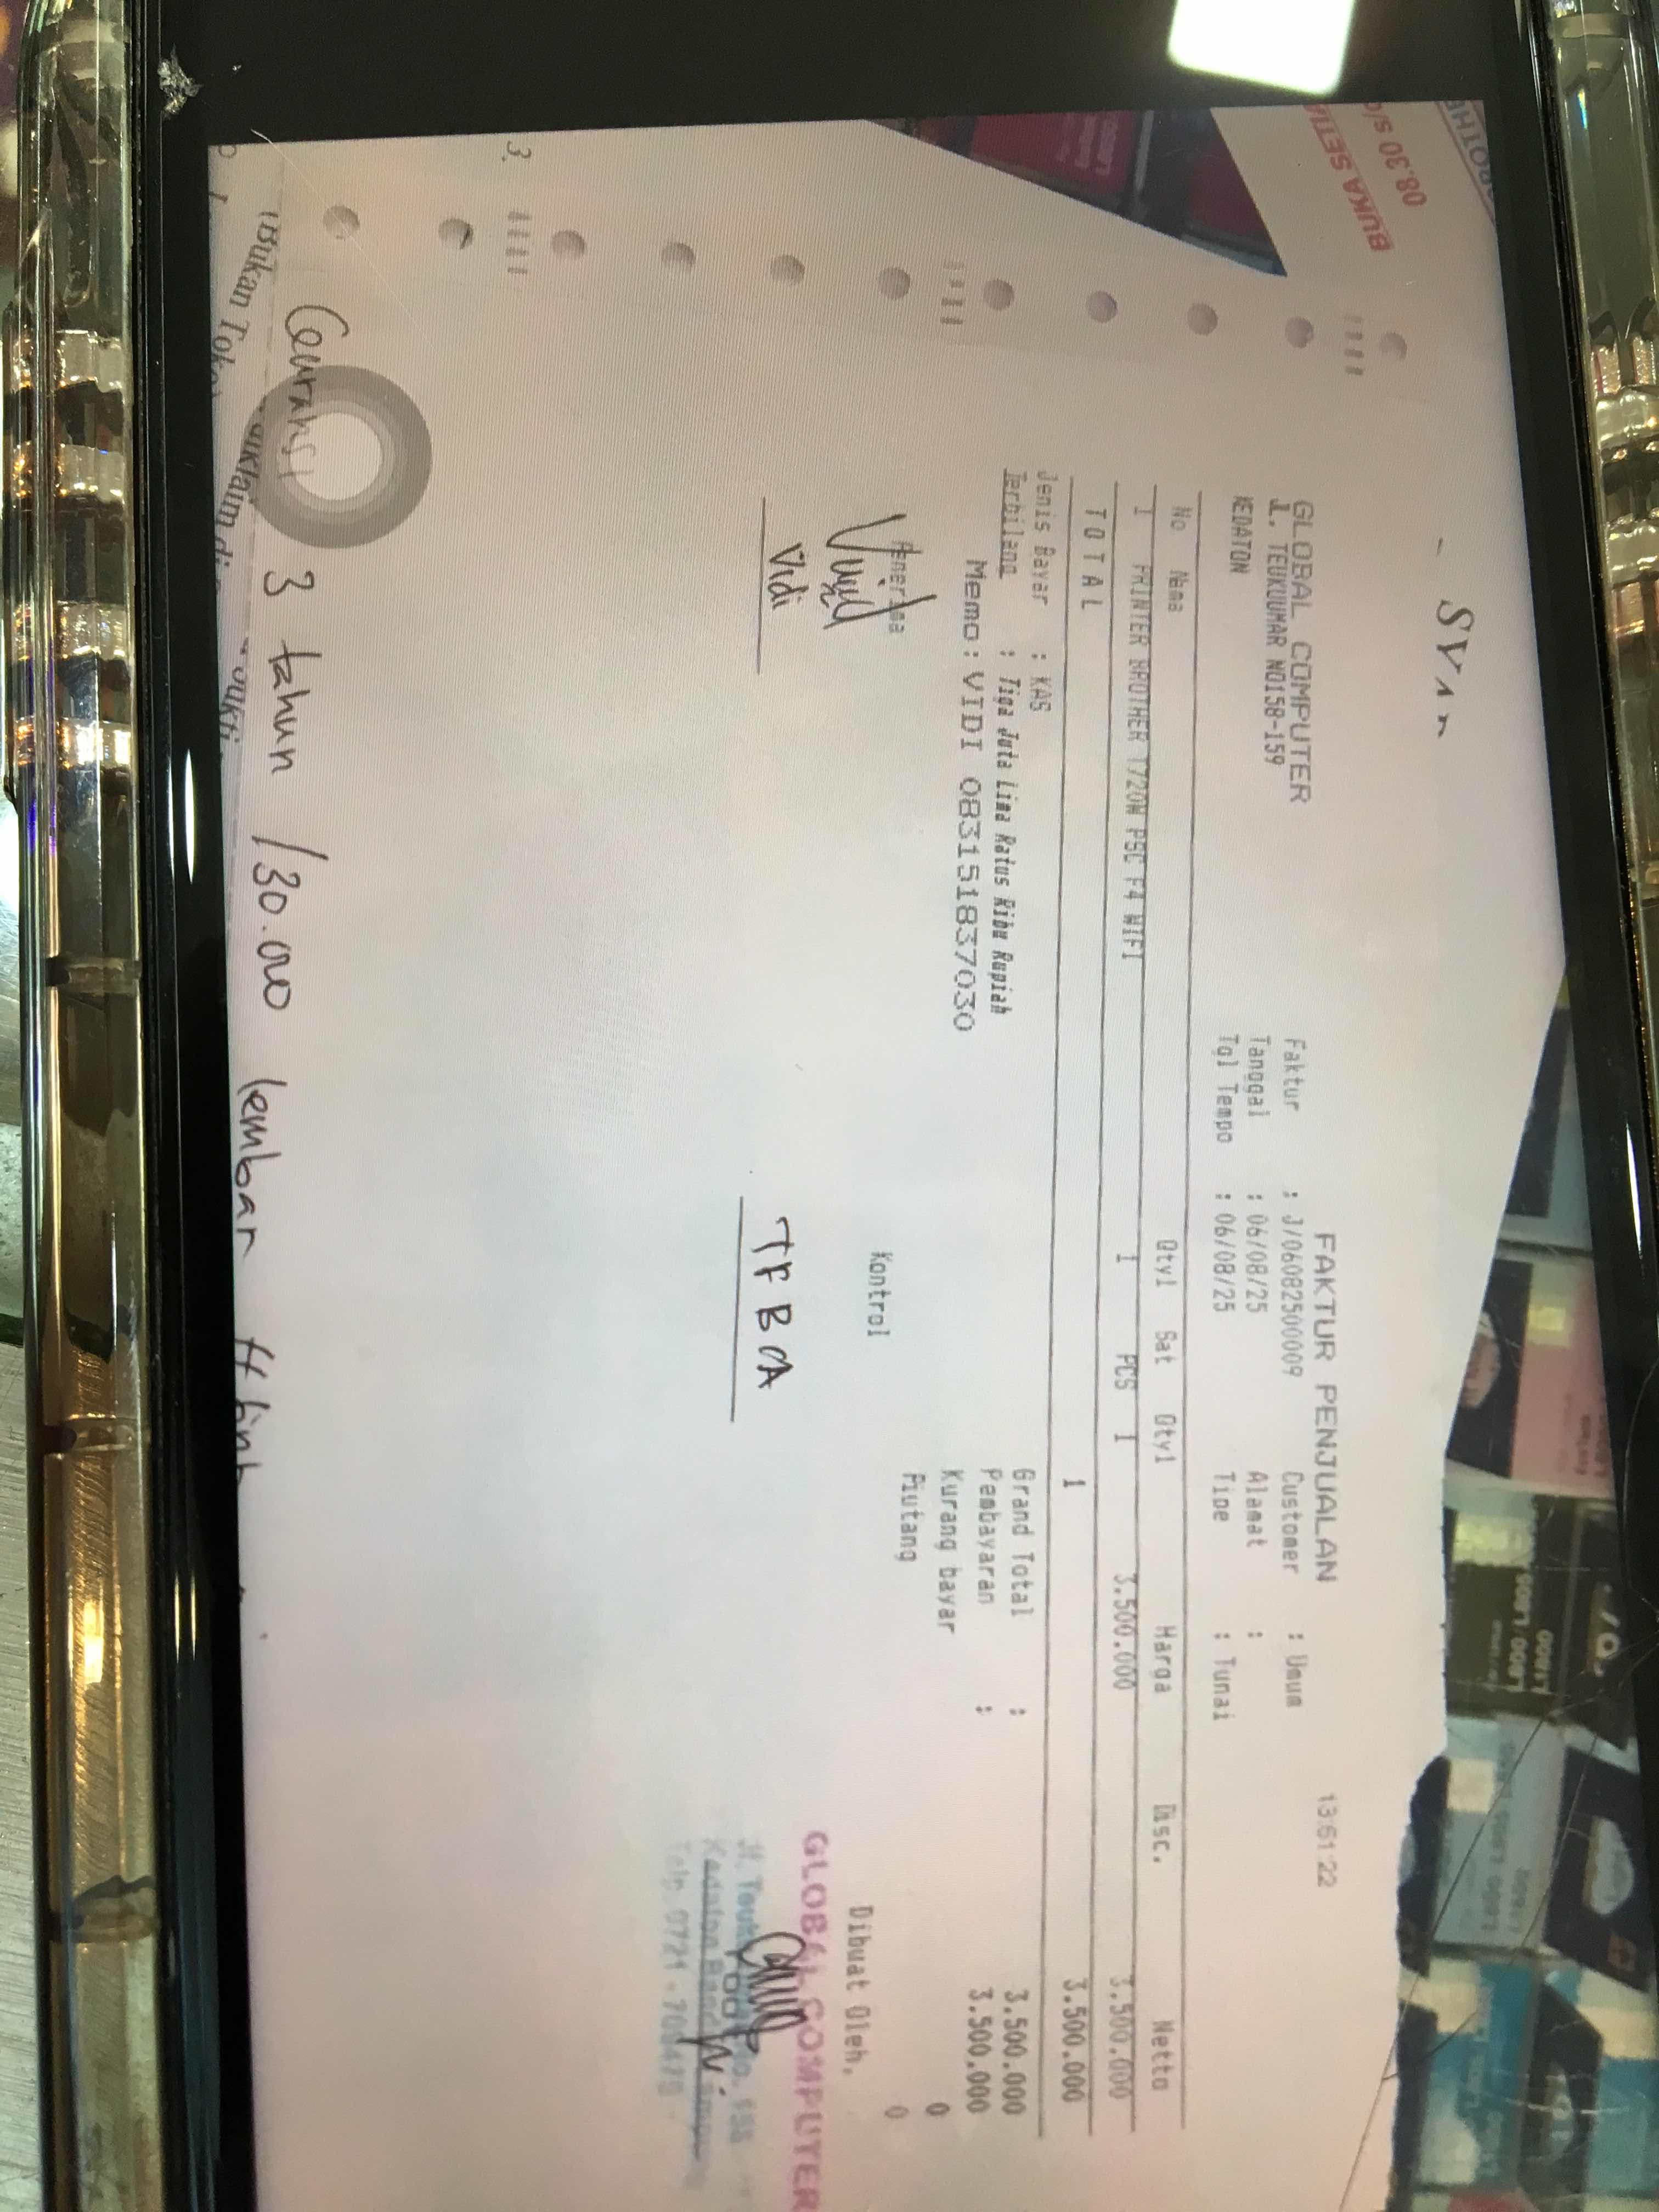 GLOBAL COMPUTER
FAKTUR PENJUALAN
13:51:22
JL. TEUKUUMAR NO158-159
KEDATON
Faktur : J/06082500009
Tanggal : 06/08/25
Tgl Tempo : 06/08/25
Customer : Umum
Alamat :
Tipe : Tunai
No Nama Qty1 Sat Qty1 Harga Disc. Netto
1 PRINTER BROTHER T720W PSC F4 WIFI 1 PCS 1 3.500.000 3.500.000
T O T A L 1 3.500.000
Jenis Bayar : KAS
Terbilang : Tiga Juta Lima Ratus Ribu Rupiah
Memo : VIDI 083151837030
Grand Total : 3.500.000
Pembayaran : 3.500.000
Kurang bayar 0
Piutang 0
Penerima
Kontrol
Dibuat Oleh,
Vidi
TF BCA
GLOBAL COMPUTER
Garansi 3 tahun /30.000 lembar
BUKA SETIA
08.30 s/d